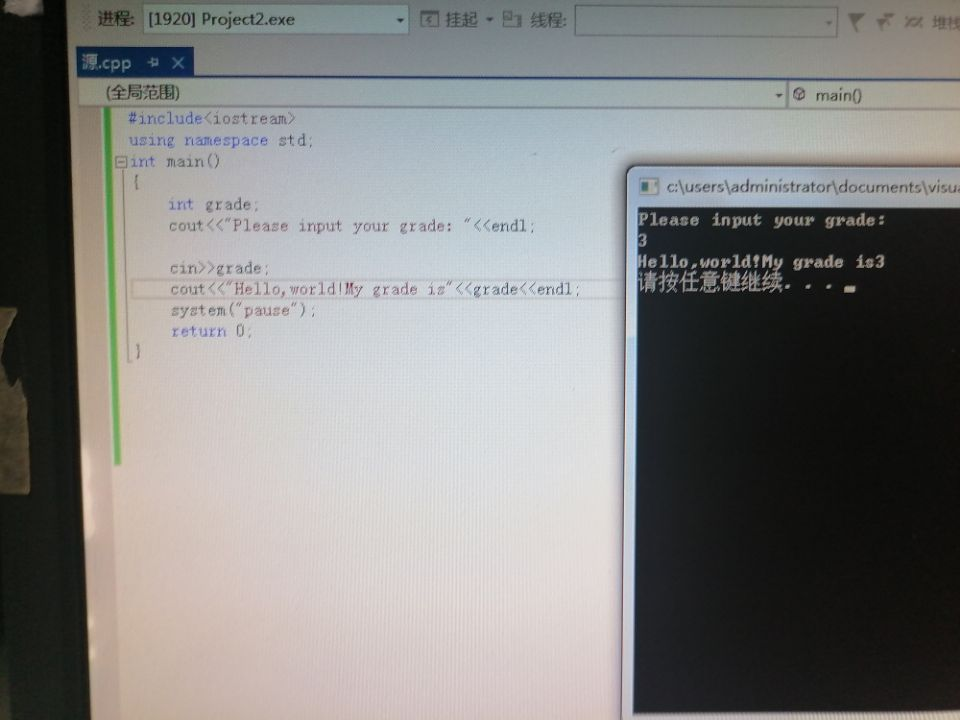 进程: [1920] Project2.exe 挂起 线程: 堆栈
源.cpp
(全局范围) main()
#include<iostream>
using namespace std;
int main()
{
int grade;
cout<<"Please input your grade: "<<endl;
cin>>grade;
cout<<"Hello,world!My grade is"<<grade<<endl;
system("pause");
return 0;
}
c:\users\administrator\documents\visua
Please input your grade:
3
Hello,world!My grade is3
请按任意键继续. . .